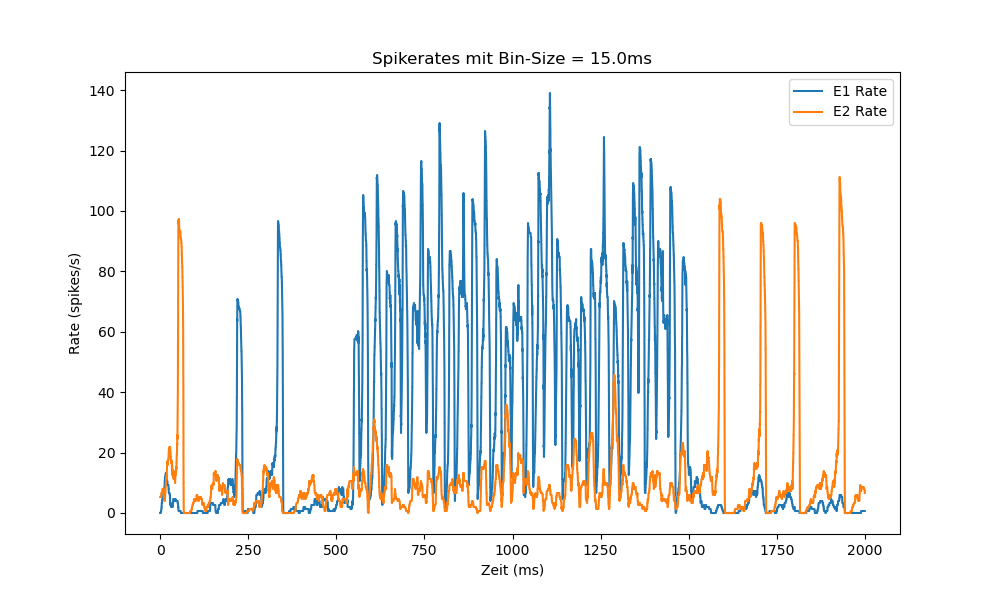 Spikerates mit Bin-Size = 15.0ms
E1 Rate
E2 Rate
140
120
100
80
60
40
20
0
Rate (spikes/s)
0 250 500 750 1000 1250 1500 1750 2000
Zeit (ms)